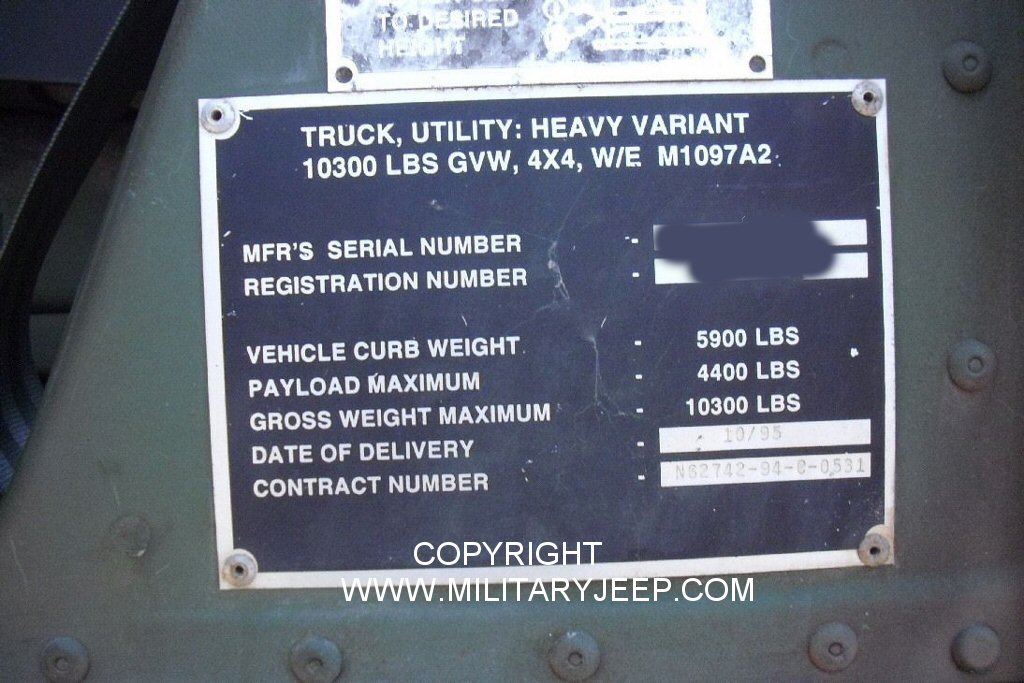 TO DESIRED
HEIGHT
TRUCK, UTILITY: HEAVY VARIANT
10300 LBS GVW, 4X4, W/E M1097A2
MFR'S SERIAL NUMBER -
REGISTRATION NUMBER -
VEHICLE CURB WEIGHT - 5900 LBS
PAYLOAD MAXIMUM - 4400 LBS
GROSS WEIGHT MAXIMUM - 10300 LBS
DATE OF DELIVERY - 10/95
CONTRACT NUMBER - N62742-94-C-0531
COPYRIGHT
WWW.MILITARYJEEP.COM